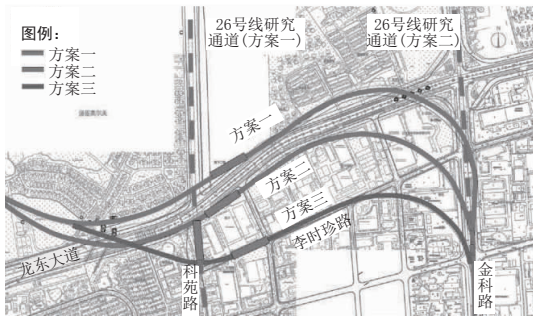 图例：
方案一
方案二
方案三
26号线研究
通道(方案一)
26号线研究
通道(方案二)
方案一
方案二
方案三
龙东大道
李时珍路
科苑路
金科路